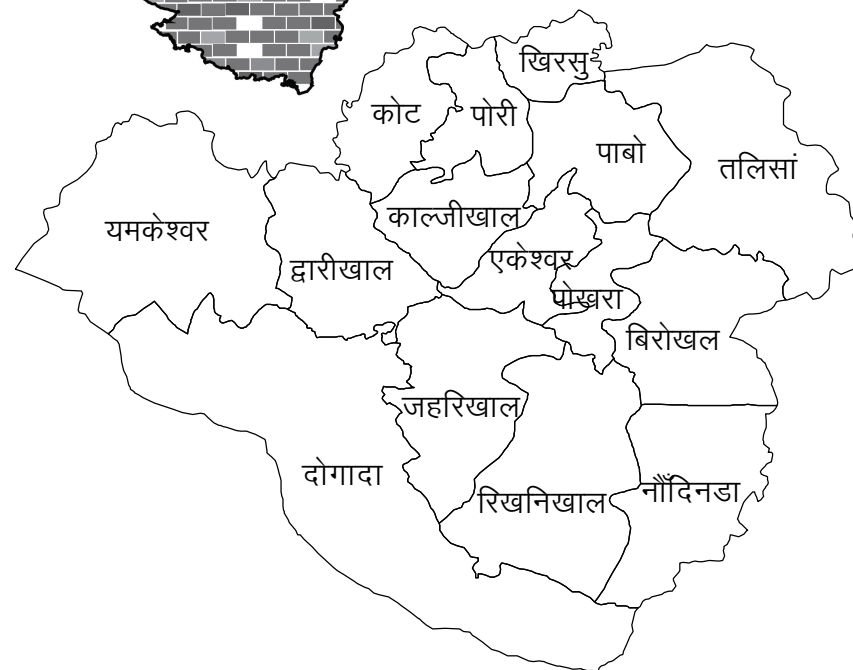 खिरसु
कोट
पोरी
पाबो
तलिसां
यमकेश्वर
काल्जीखाल
द्वारीखाल
एकेश्वर
पोखरा
बिरोखल
जहरिखाल
दोगादा
रिखनिखाल
नौँदिनडा